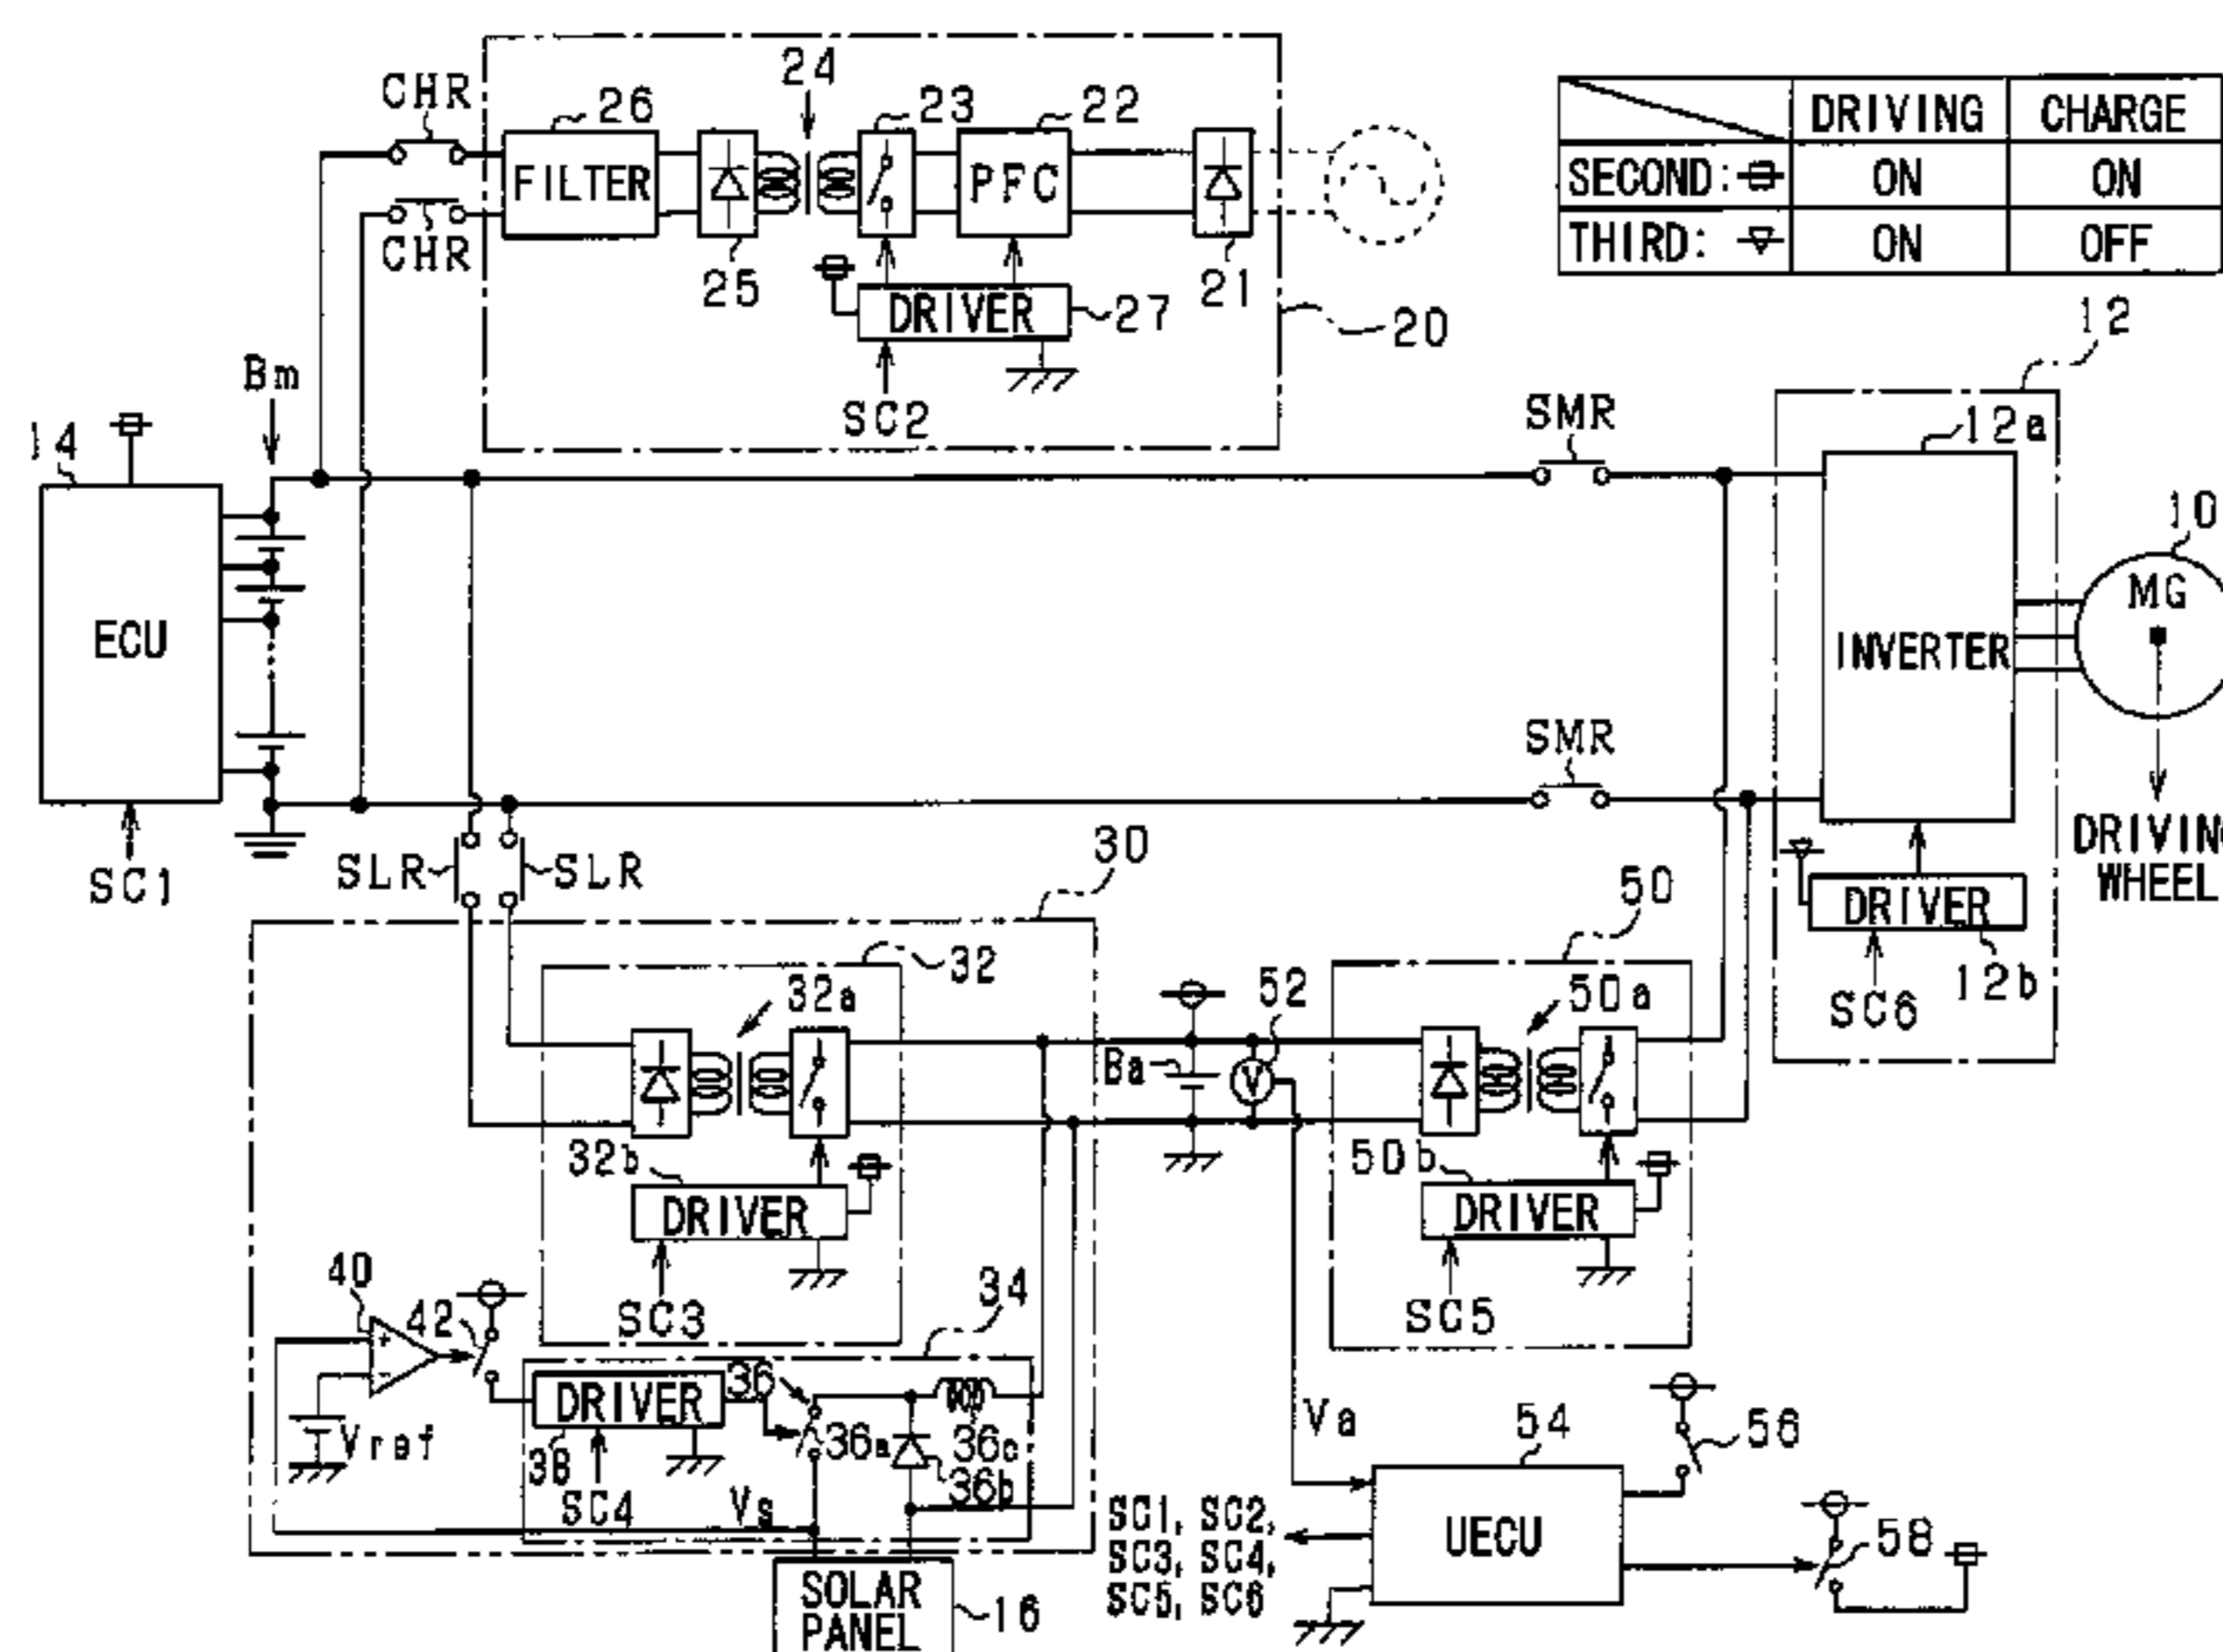 24
CHR
26
23
22
DRIVING
CHARGE
FILTER
PFC
SECOND:
ON
ON
CHR
THIRD:
ON
OFF
25
21
DRIVER
27
20
12
Bm
SC2
SMR
14
12a
10
MG
ECU
INVERTER
SMR
30
DRIVING
WHEEL
SLR
SLR
SC1
50
DRIVER
32
32a
52
50a
SC6
12b
Ba
V
32b
50b
DRIVER
DRIVER
40
42
34
SC3
SC5
+
-
36
DRIVER
Vref
36a
36c
Va
54
56
38
36b
SC4
Vs
SC1, SC2,
SC3, SC4,
SC5, SC6
UECU
58
SOLAR
PANEL
16